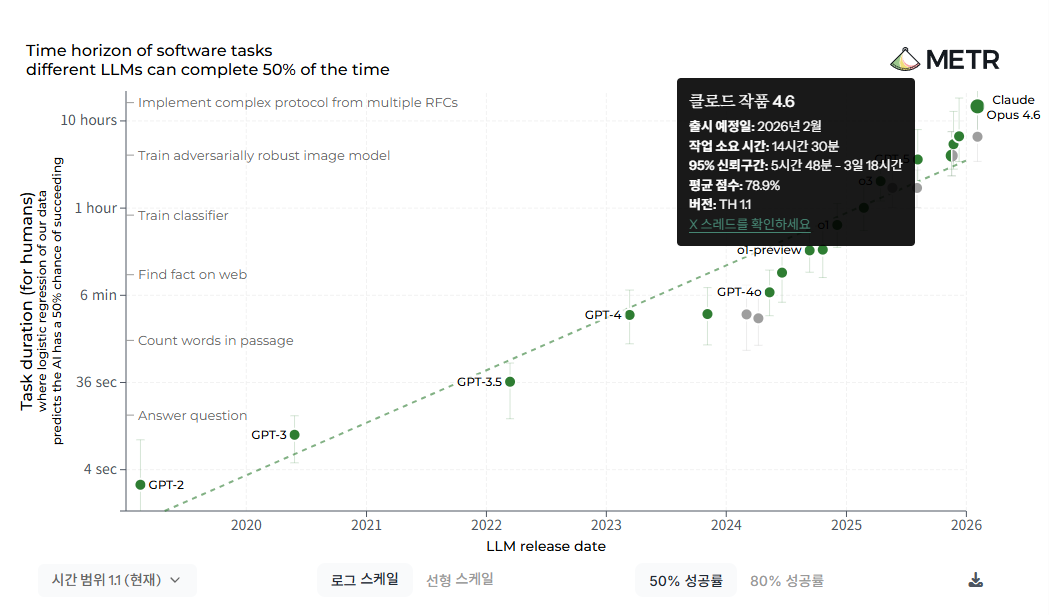 Time horizon of software tasks
different LLMs can complete 50% of the time
METR
클로드 작품 4.6
출시 예정일: 2026년 2월
작업 소요 시간: 14시간 30분
95% 신뢰구간: 5시간 48분 - 3일 18시간
평균 점수: 78.9%
버전: TH 1.1
X 스레드를 확인하세요
Claude
Opus 4.6
Task duration (for humans)
where logistic regression of our data
predicts the AI has a 50% chance of succeeding
10 hours
1 hour
6 min
36 sec
4 sec
Implement complex protocol from multiple RFCs
Train adversarially robust image model
Train classifier
Find fact on web
Count words in passage
Answer question
o3
o1
o1-preview
GPT-4o
GPT-4
GPT-3.5
GPT-3
GPT-2
2020
2021
2022
2023
2024
2025
2026
LLM release date
시간 범위 1.1 (현재)
로그 스케일
선형 스케일
50% 성공률
80% 성공률